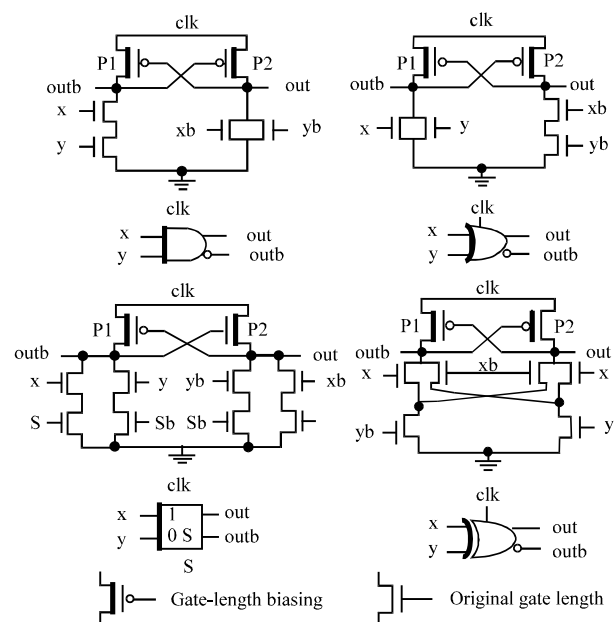 clk
P1
P2
outb
out
x
y
xb
yb
clk
x
y
out
outb
clk
P1
P2
outb
out
x
y
xb
yb
clk
x
y
out
outb
clk
P1
P2
outb
out
x
y
yb
xb
S
Sb
Sb
clk
x
y
1
0 S
out
outb
S
clk
P1
P2
outb
out
x
xb
x
yb
y
clk
x
y
out
outb
Gate-length biasing
Original gate length